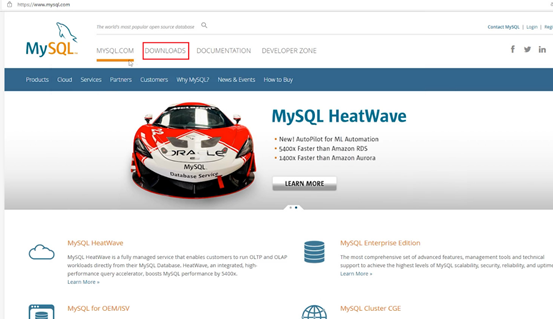 https://www.mysql.com
The world's most popular open source database
Contact MySQL | Login | Regi
MySQL™
MYSQL.COM DOWNLOADS DOCUMENTATION DEVELOPER ZONE
Products Cloud Services Partners Customers Why MySQL? News & Events How to Buy
MySQL HeatWave
• New! AutoPilot for ML Automation
• 5400x Faster than Amazon RDS
• 1400x Faster than Amazon Aurora
LEARN MORE
ORACLE
MySQL
Database Service
MySQL HeatWave
MySQL HeatWave is a fully managed service that enables customers to run OLTP or OLAP
workloads directly from their MySQL Database. HeatWave, an integrated, high-
performance query accelerator, boosts MySQL performance by 5400x.
Learn More »
MySQL Enterprise Edition
The most comprehensive set of advanced features, management tools and technical
support to achieve the highest levels of MySQL scalability, security, reliability, and uptime
Learn More »
MySQL for OEM/ISV
MySQL Cluster CGE